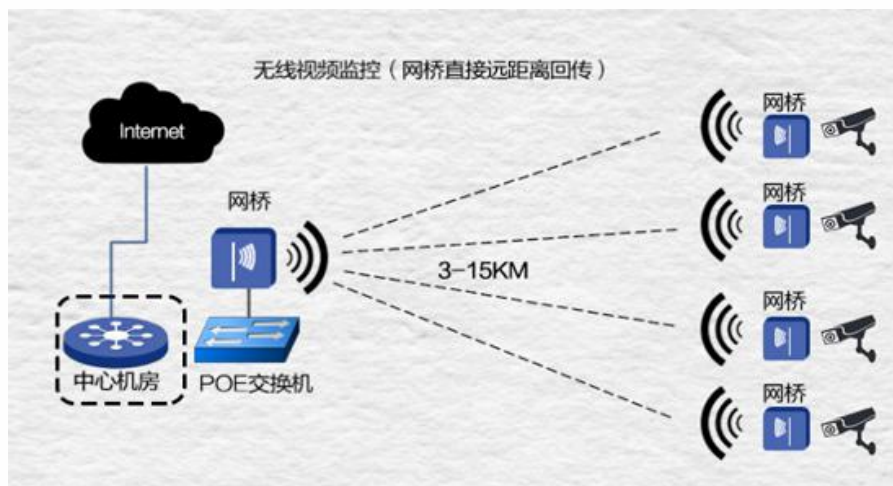 无线视频监控（网桥直接远距离回传）
Internet
网桥
3-15KM
中心机房
POE交换机
网桥
网桥
网桥
网桥